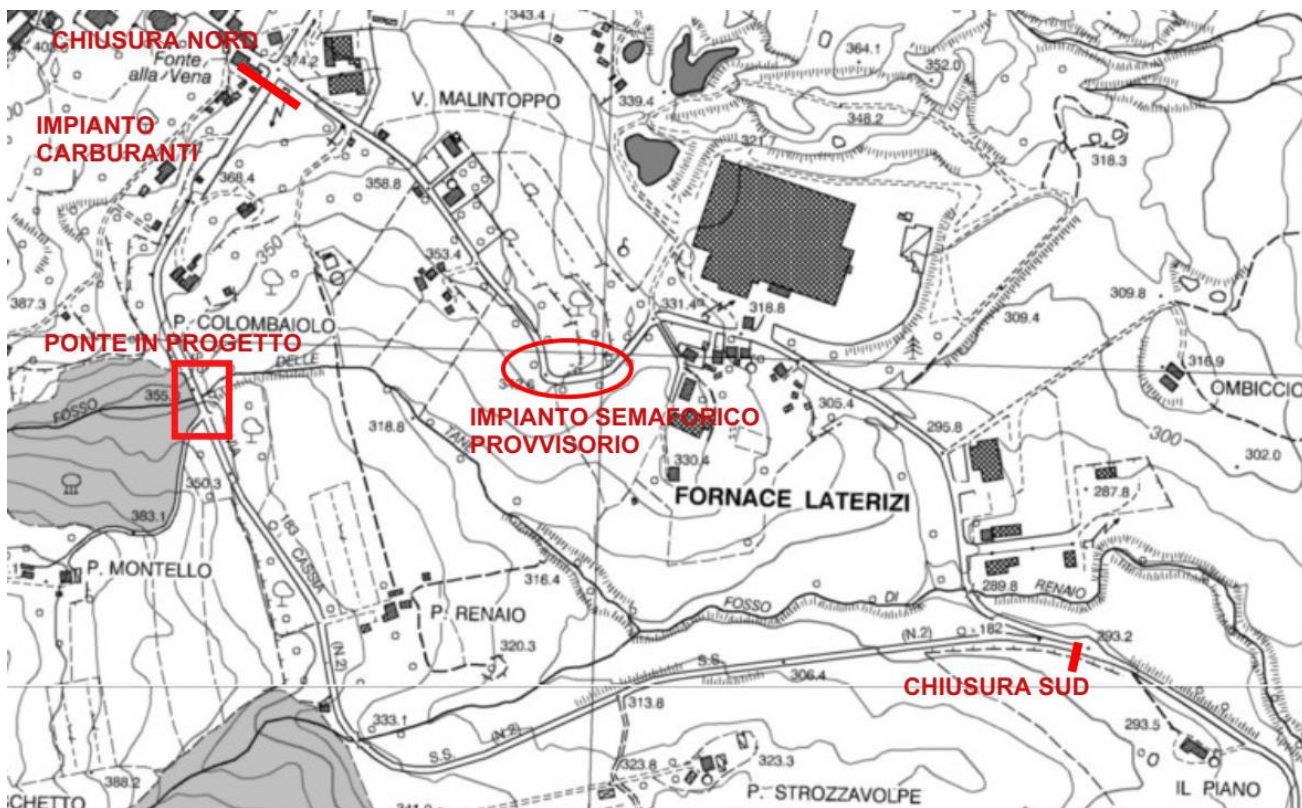 343.4
364.1
CHIUSURA NORD
402.
Fonte
alla Vena
374.2
352.0
V. MALINTOPPO
339.4
348.2
IMPIANTO
CARBURANTI
321.7
318.3
368.4
358.8
350
353.4
387.3
331.4
318.8
309.8
309.4
P. COLOMBAIOLO
PONTE IN PROGETTO
DELLE
316.9
OMBICCIO
355.
FOSSO
IMPIANTO SEMAFORICO
PROVVISORIO
305.4
295.8
300
318.8
302.0
VIA
330.4
350.3
FORNACE LATERIZI
287.8
383.1
183
CASSIA
P. MONTELLO
316.4
289.8
RENAIO
P. RENAIO
FOSSO
DI
320.3
(N.2)
(N.2)
182
293.2
S.S.
306.4
CHIUSURA SUD
313.8
333.1
293.5
S.S.
(N.2)
323.8
323.3
388.2
P. STROZZAVOLPE
IL PIANO
CHETTO